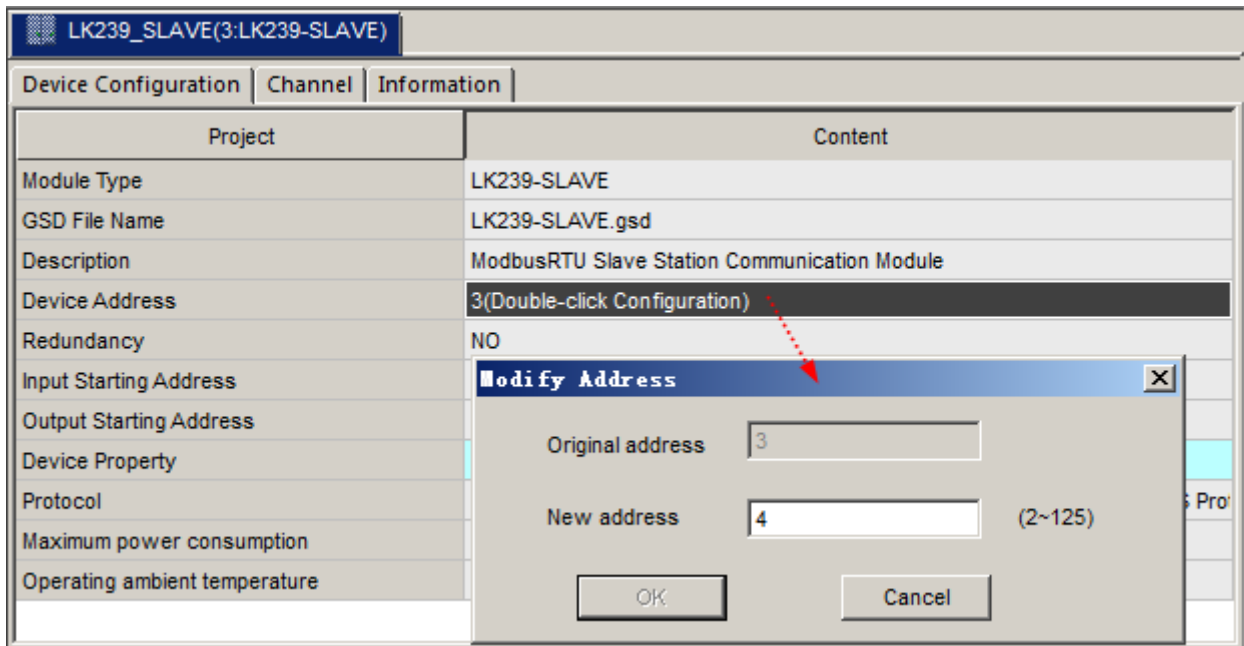 LK239_SLAVE(3:LK239-SLAVE)
Device Configuration Channel Information
Project Content
Module Type LK239-SLAVE
GSD File Name LK239-SLAVE.gsd
Description ModbusRTU Slave Station Communication Module
Device Address 3(Double-click Configuration)
Redundancy NO
Input Starting Address
Output Starting Address
Device Property
Protocol
Maximum power consumption
Operating ambient temperature
Modify Address
Original address 3
New address 4 (2~125)
OK Cancel